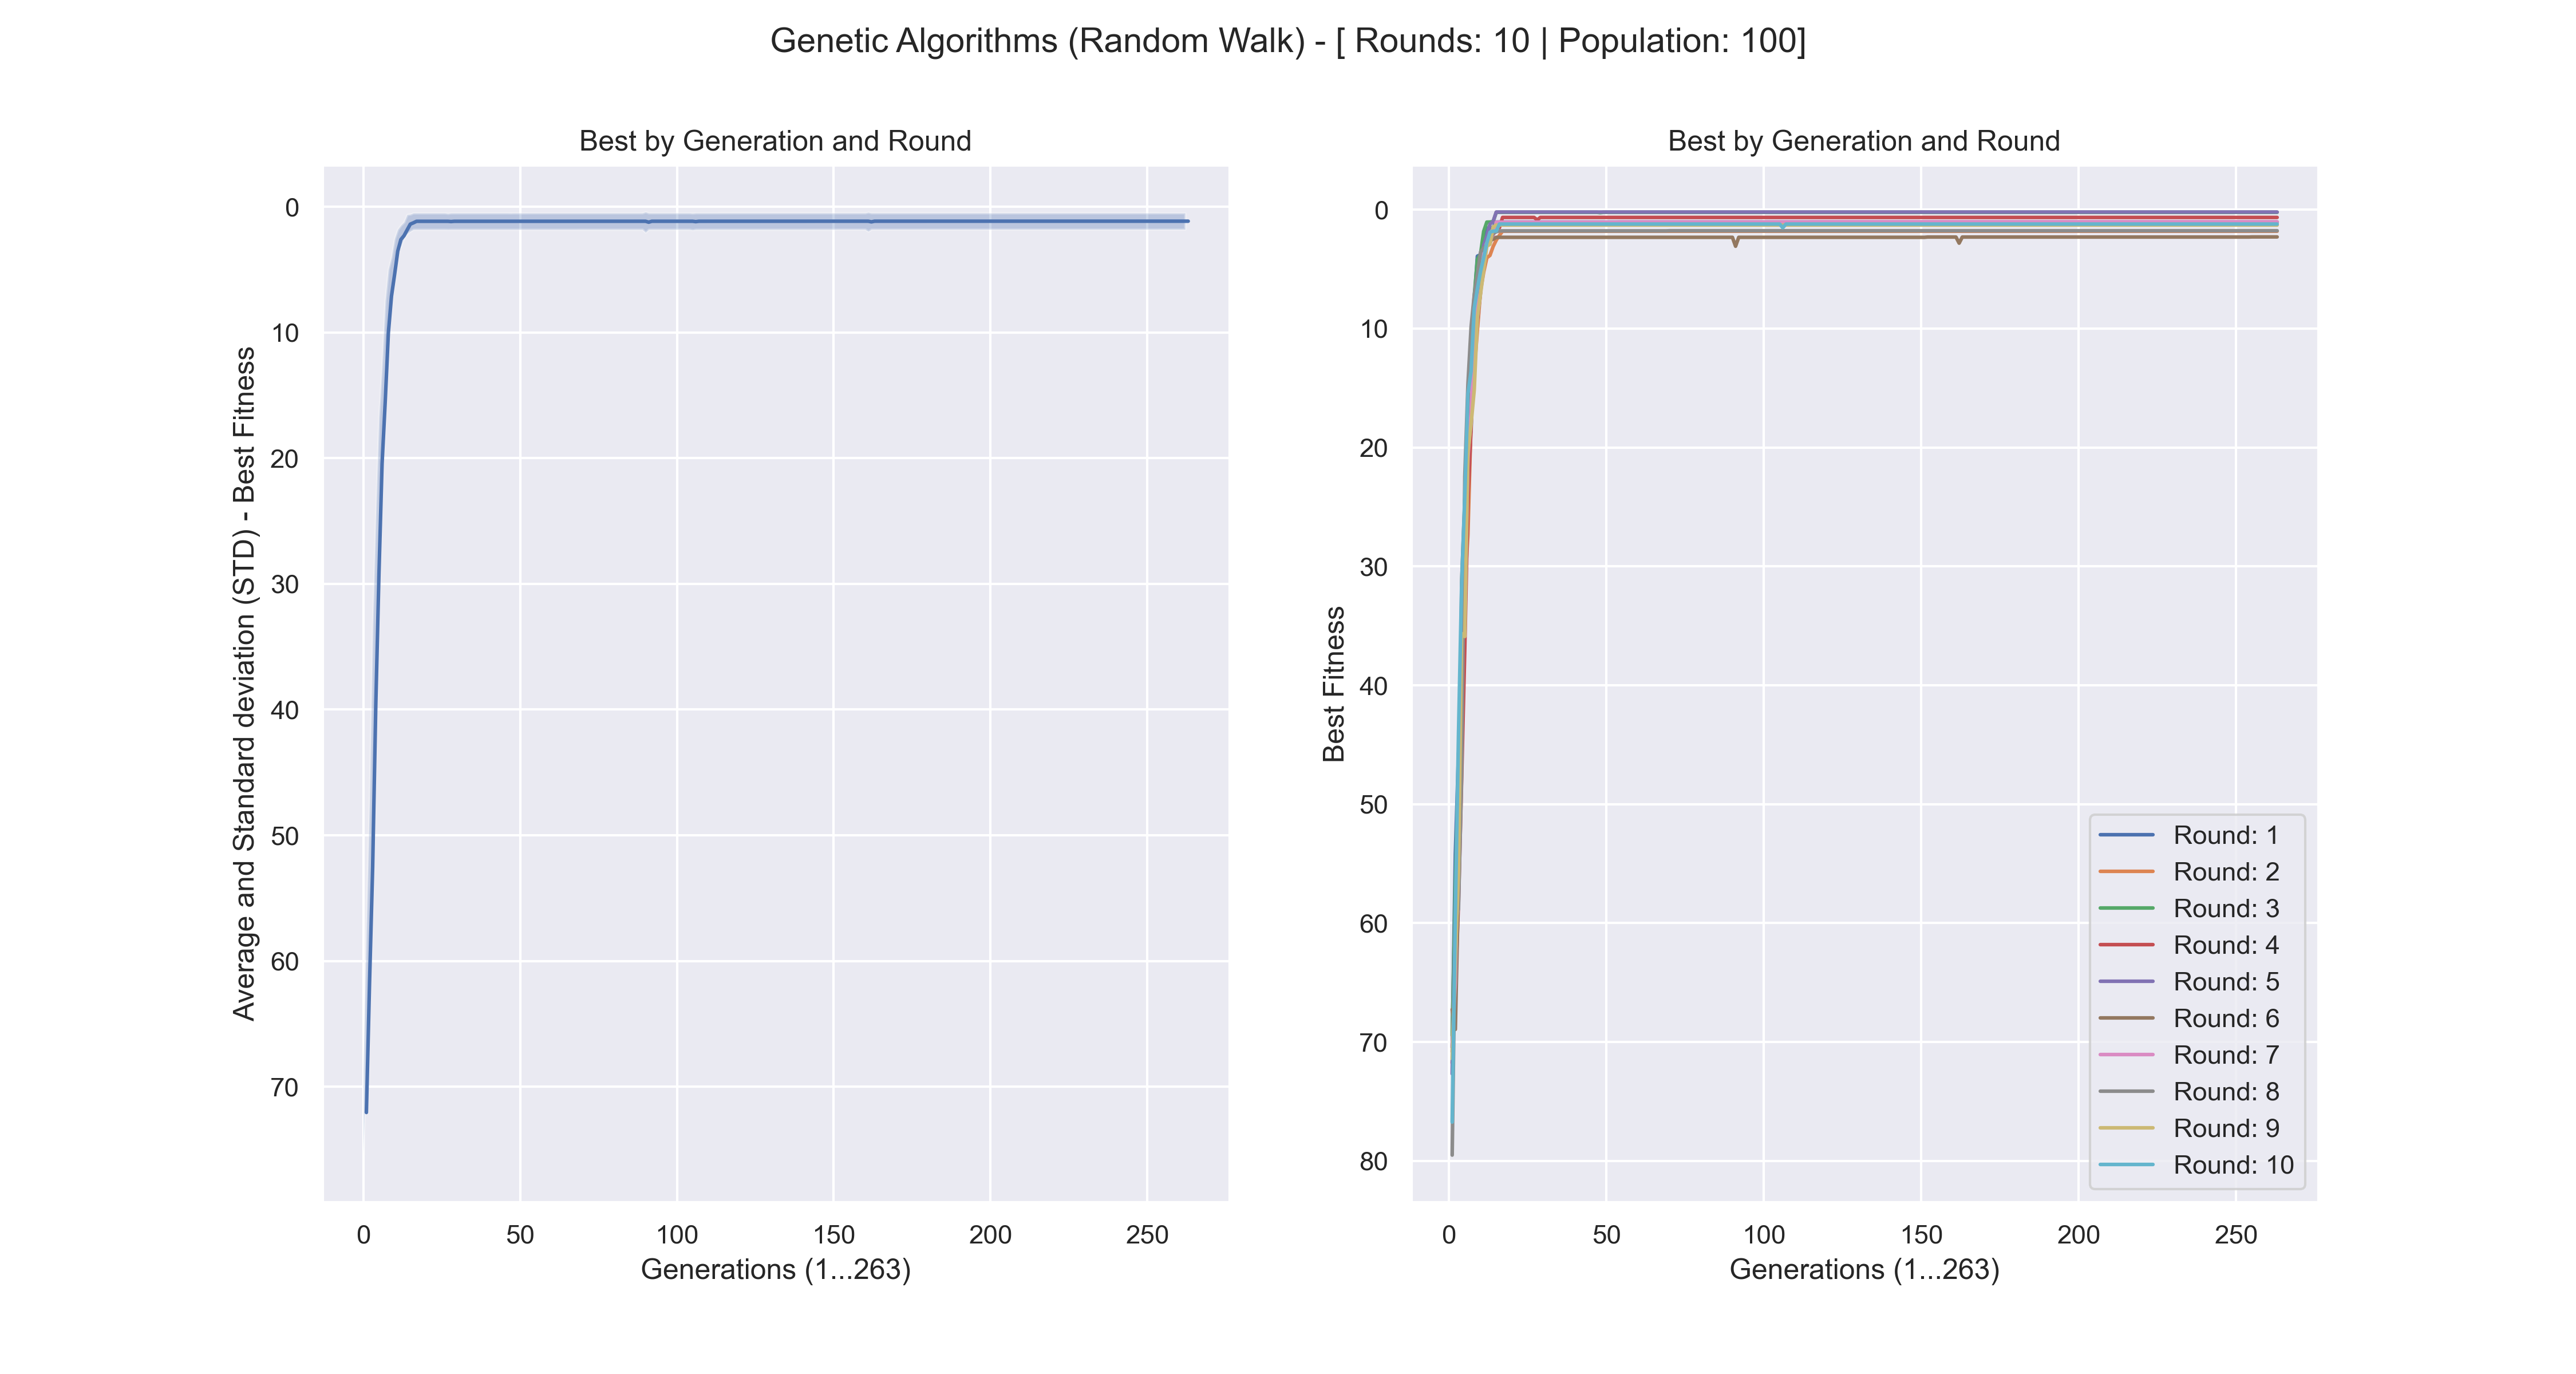 Genetic Algorithms (Random Walk) - [ Rounds: 10 | Population: 100]
Best by Generation and Round
Average and Standard deviation (STD) - Best Fitness
0
10
20
30
40
50
60
70
0 50 100 150 200 250
Generations (1...263)
Best by Generation and Round
Best Fitness
0
10
20
30
40
50
60
70
80
Round: 1
Round: 2
Round: 3
Round: 4
Round: 5
Round: 6
Round: 7
Round: 8
Round: 9
Round: 10
0 50 100 150 200 250
Generations (1...263)